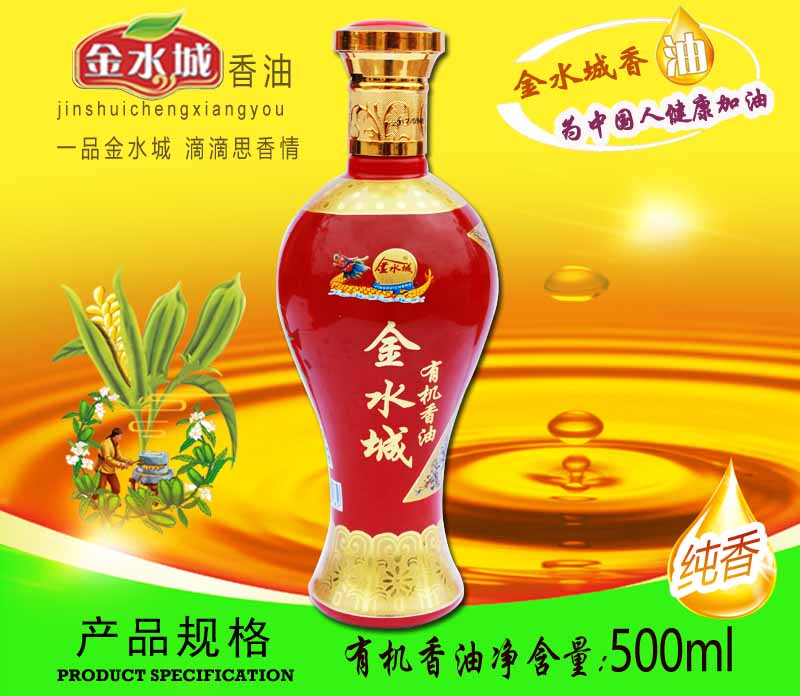 金水城 香油
jinshuichengxiangyou
一品金水城 滴滴思香情
金水城香油
为中国人健康加油
金水城
金水城
有机香油
纯香
产品规格
PRODUCT SPECIFICATION
有机香油净含量:500ml